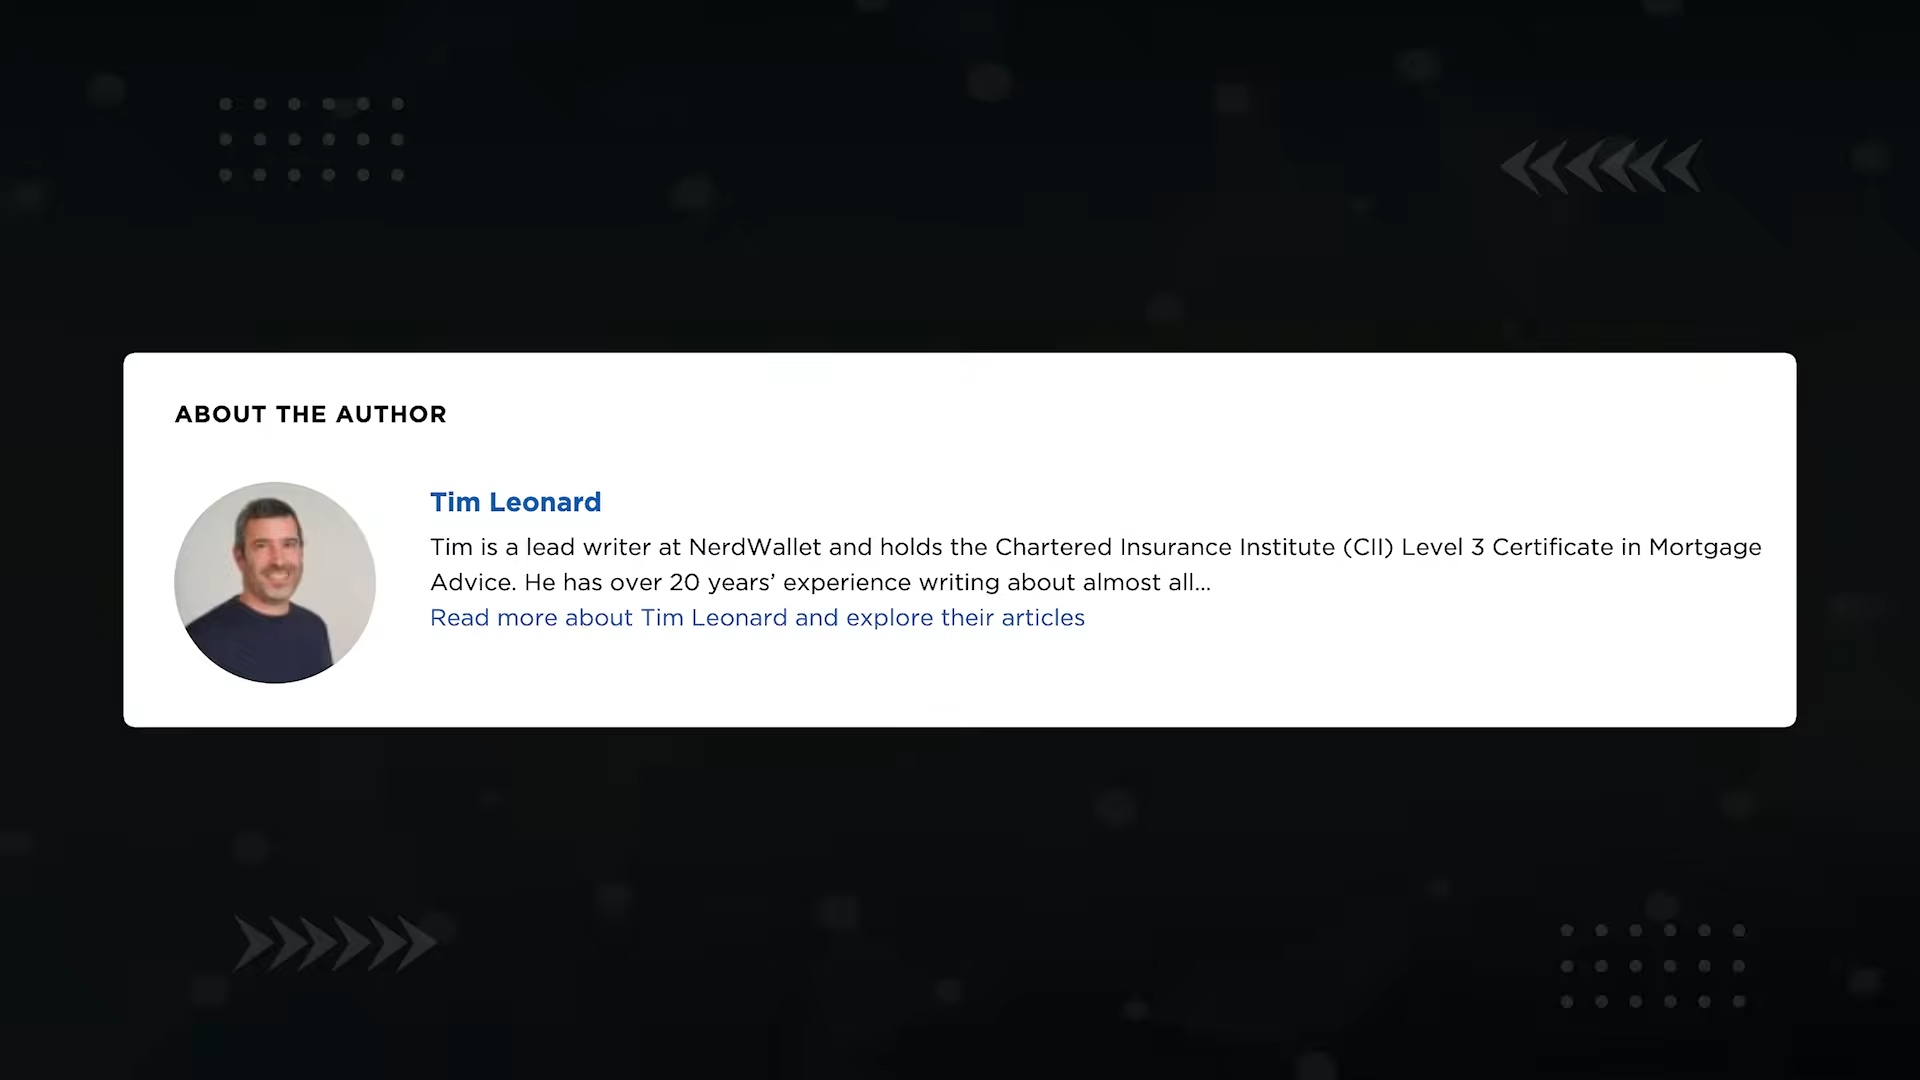 ABOUT THE AUTHOR
Tim Leonard
Tim is a lead writer at NerdWallet and holds the Chartered Insurance Institute (CII) Level 3 Certificate in Mortgage
Advice. He has over 20 years’ experience writing about almost all...
Read more about Tim Leonard and explore their articles